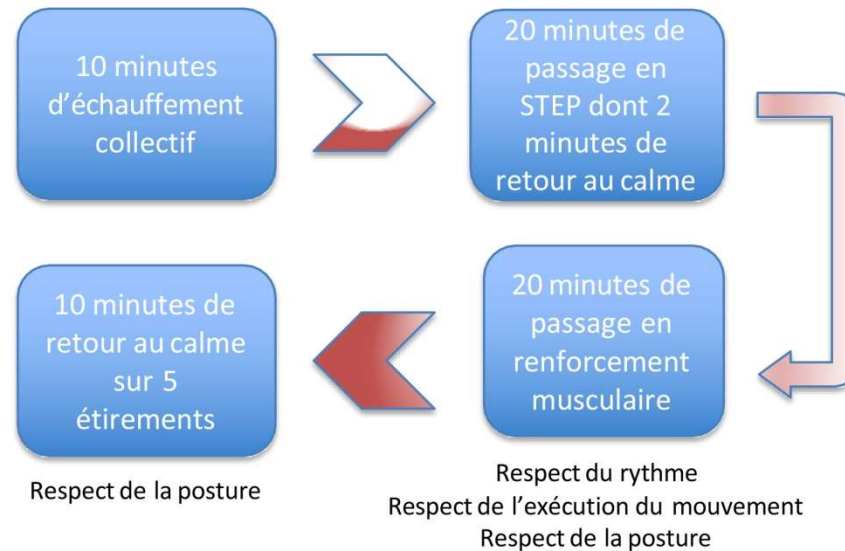 10 minutes
d'échauffement
collectif
20 minutes de
passage en
STEP dont 2
minutes de
retour au calme
20 minutes de
passage en
renforcement
musculaire
Respect du rythme
Respect de l'exécution du mouvement
Respect de la posture
10 minutes de
retour au calme
sur 5
étirements
Respect de la posture